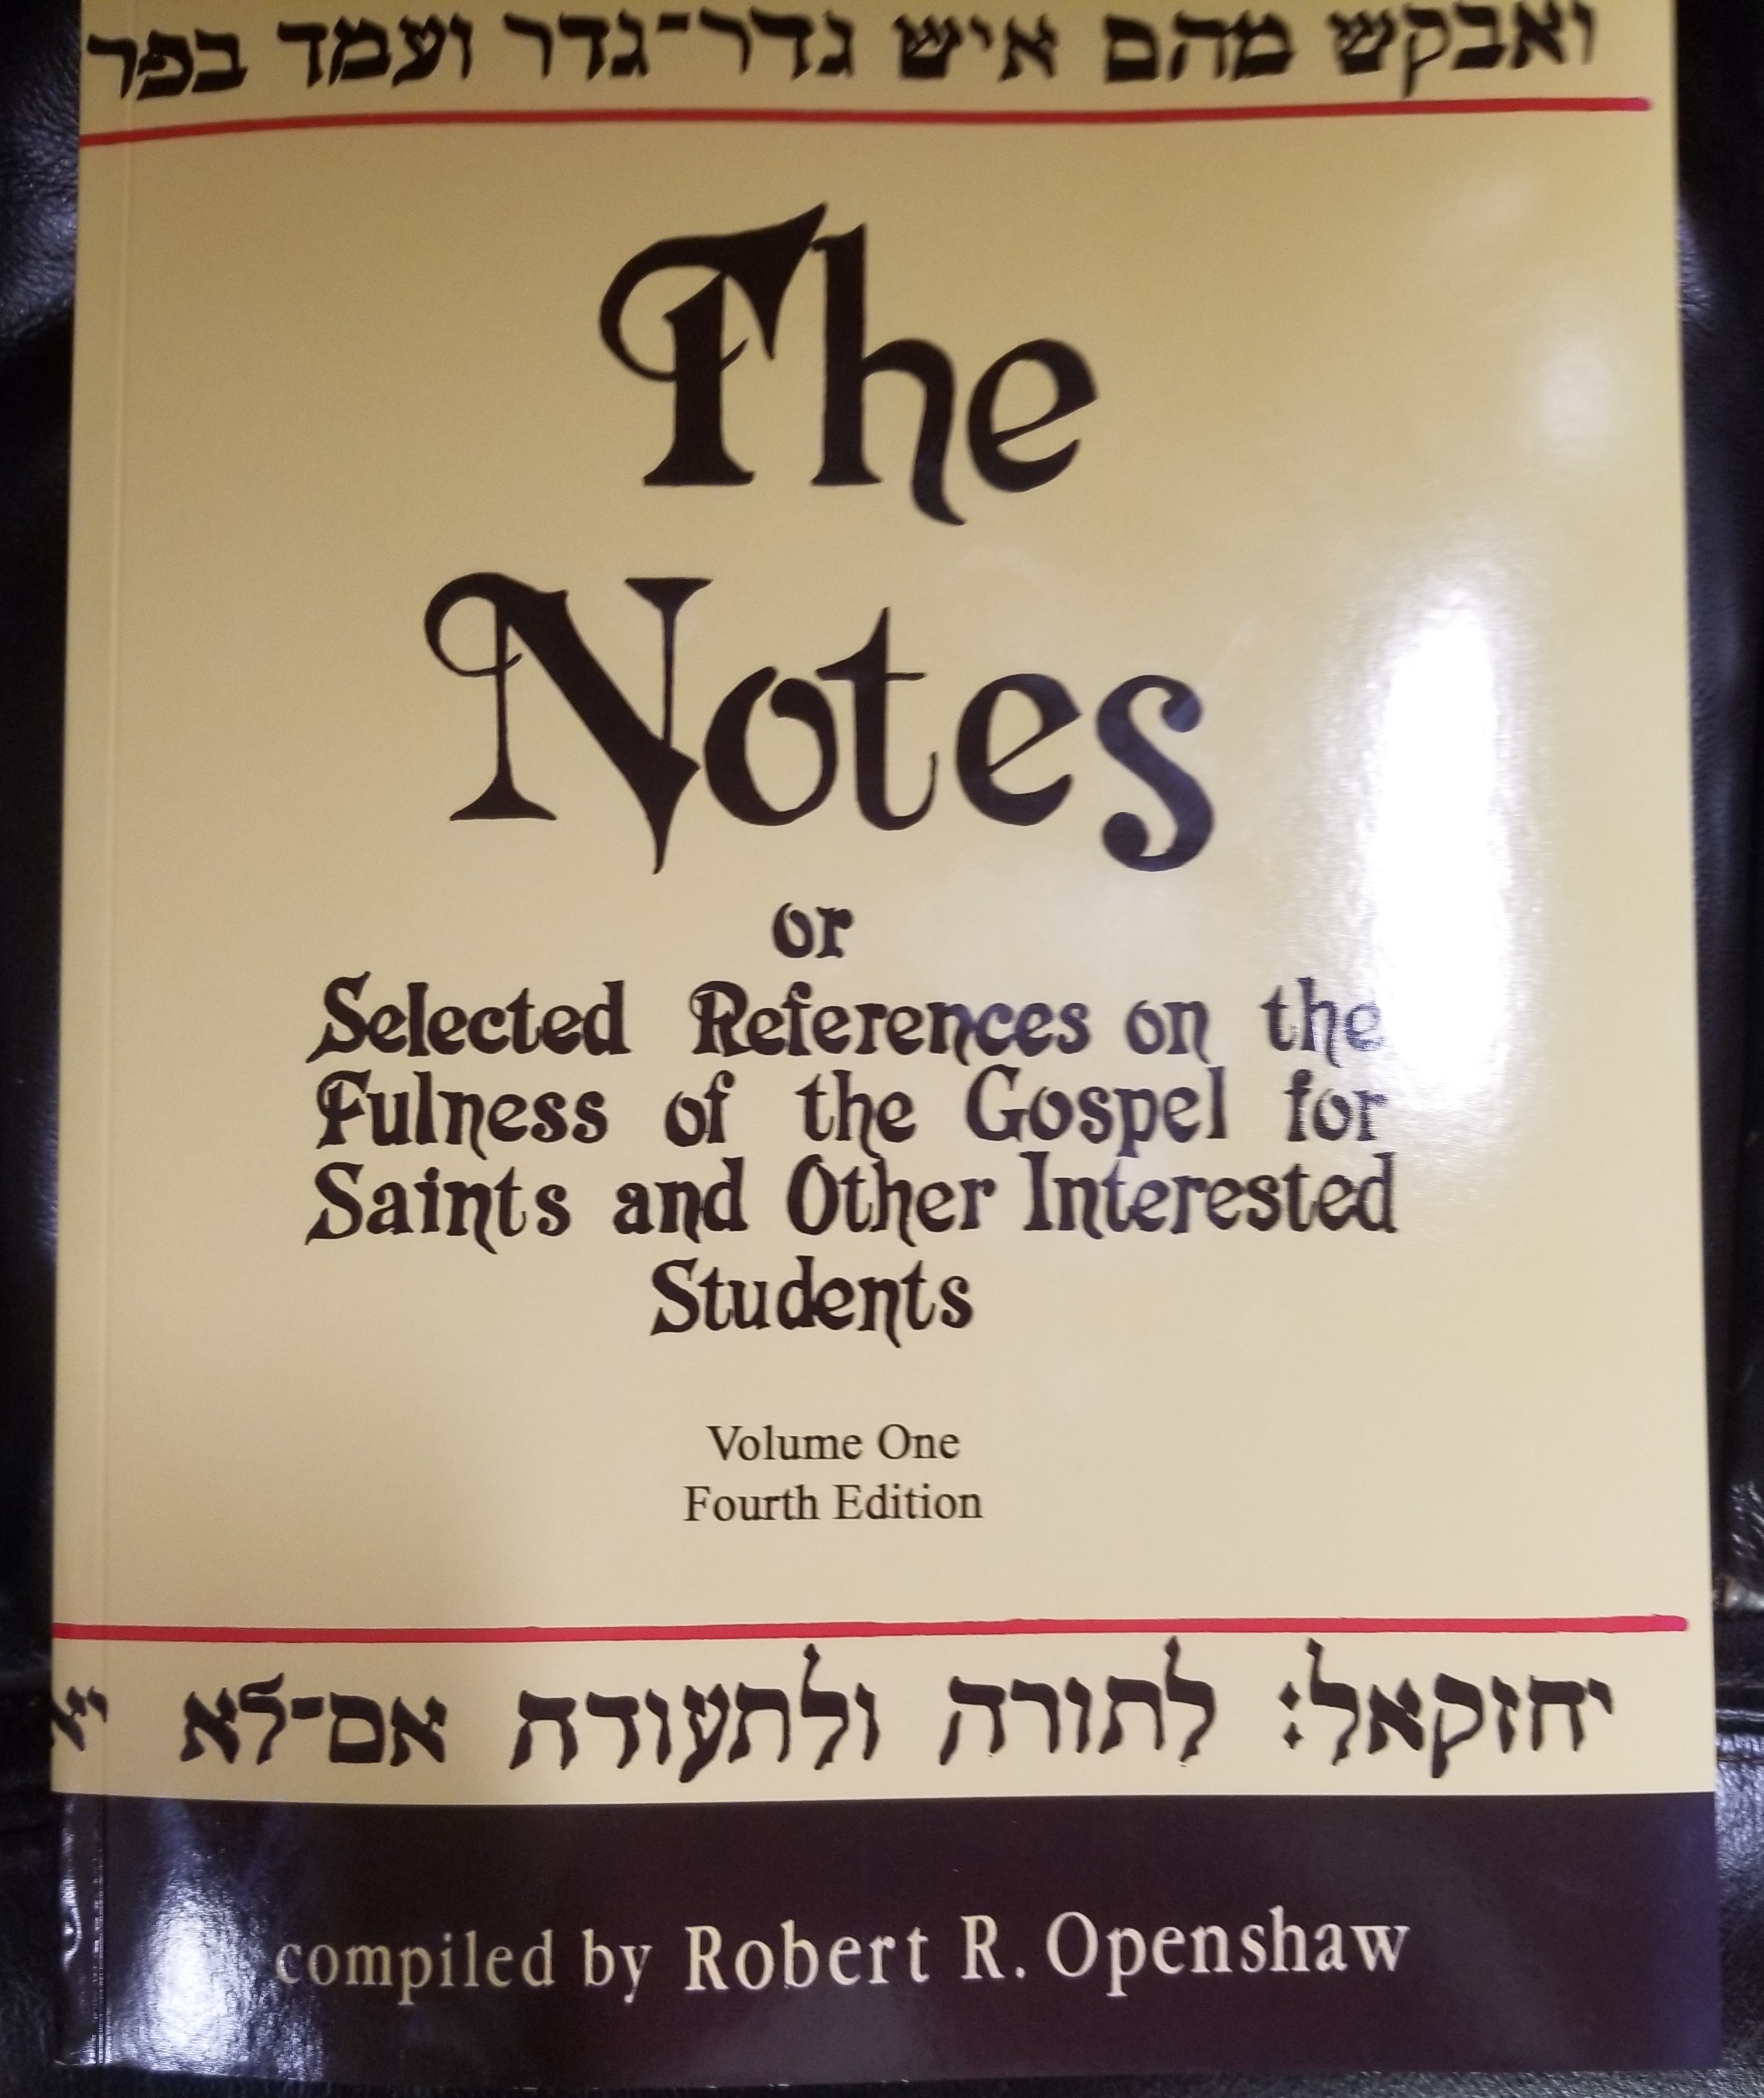 ואבקש מהם איש גדר־גדר ועמד בפר
The
Notes
or
Selected References on the
Fulness of the Gospel for
Saints and Other Interested
Students
Volume One
Fourth Edition
יחזקאל: לתורה ולתעודה אם־לא יא
compiled by Robert R. Openshaw